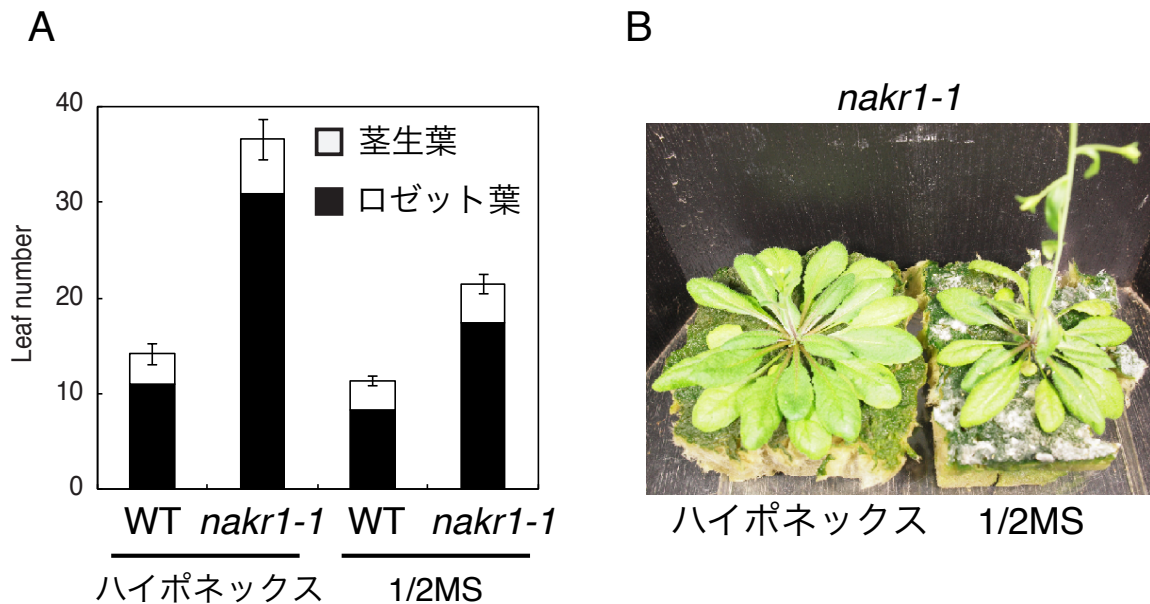 A
B
nakr1-1
40
30
20
10
0
Leaf number
茎生葉
ロゼット葉
WT nakr1-1 WT nakr1-1
ハイポネックス 1/2MS
ハイポネックス 1/2MS